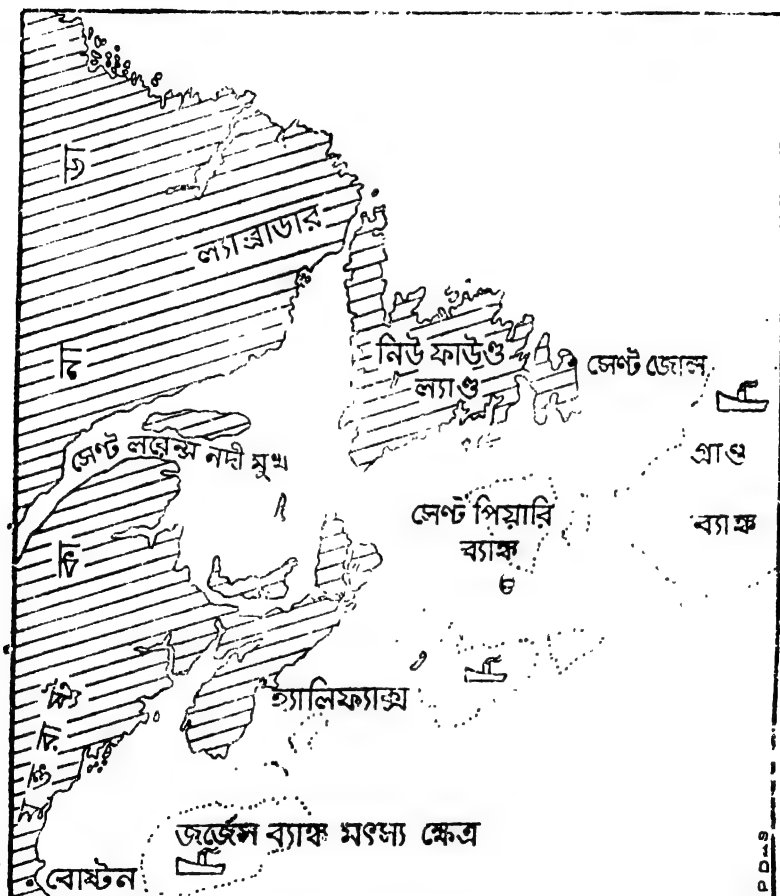 ল্যাব্রাডার
নিউ ফাউণ্ড
ল্যাণ্ড
সেণ্ট জোন্স
গ্রাণ্ড
ব্যাঙ্ক
সেণ্ট লরেন্স নদী মুখ
সেণ্ট পিয়ারি
ব্যাঙ্ক
হ্যালিফ্যাক্স
জর্জেস ব্যাঙ্ক মৎস্য ক্ষেত্র
বোষ্টন